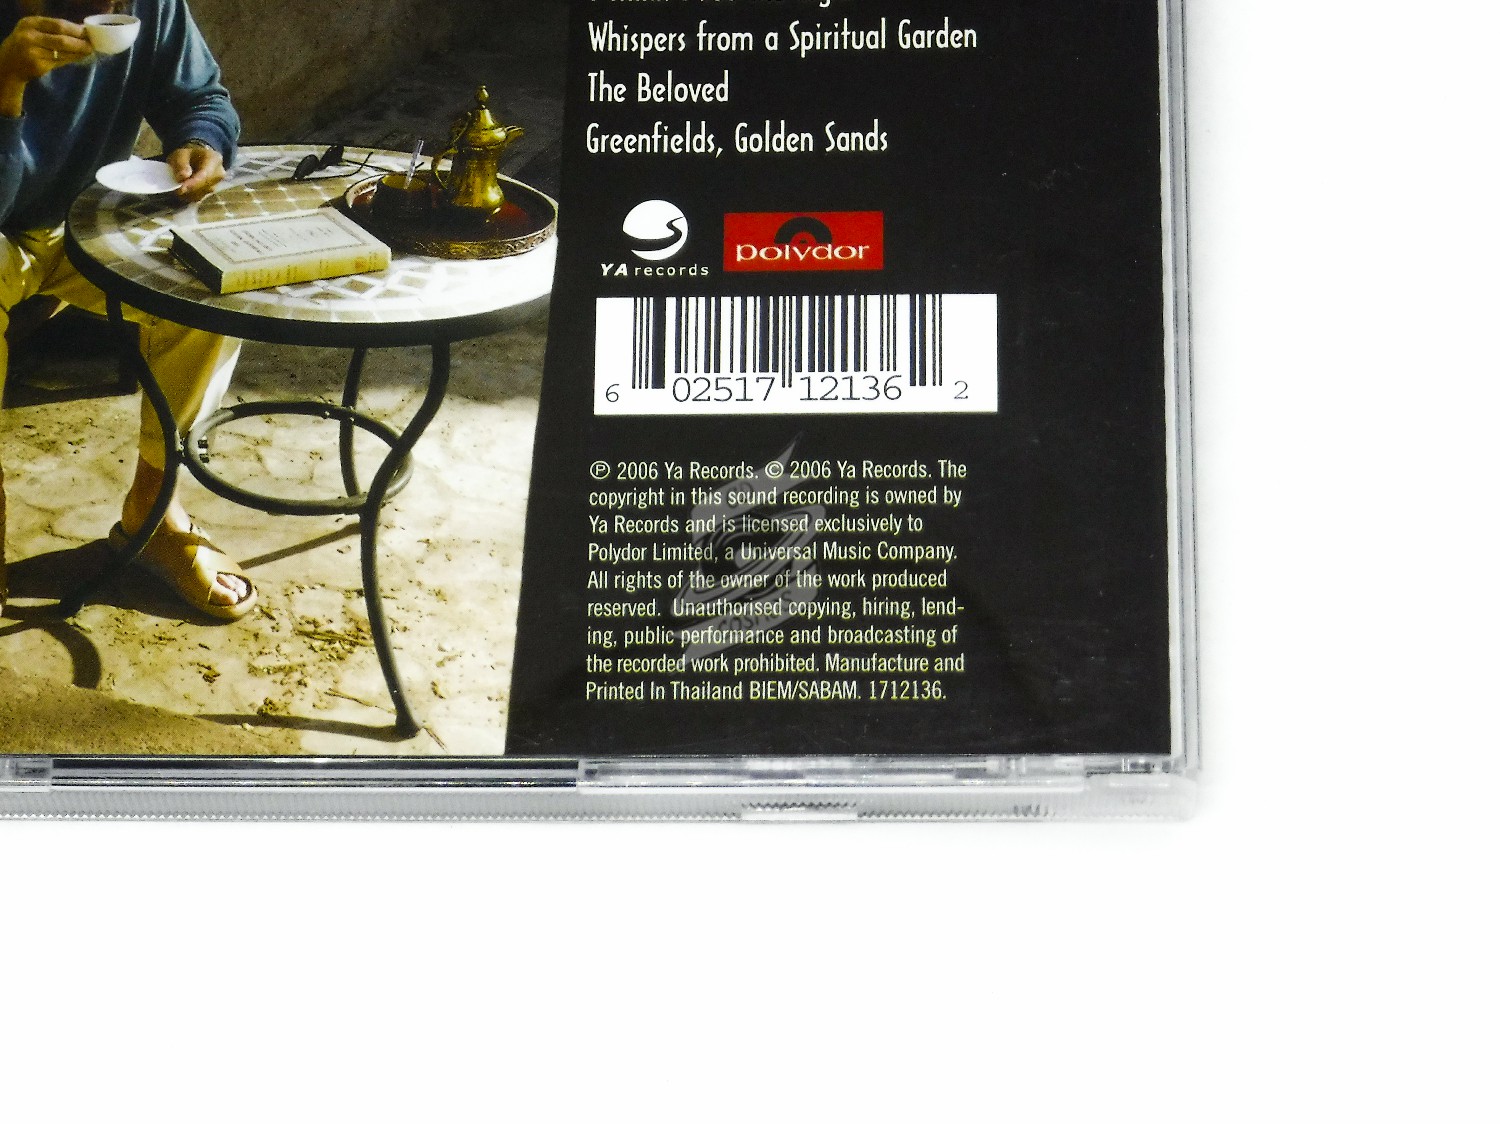 Whispers from a Spiritual Garden
The Beloved
Greenfields, Golden Sands
YA records
polydor
6 02517 12136 2
℗ 2006 Ya Records. © 2006 Ya Records. The
copyright in this sound recording is owned by
Ya Records and is licensed exclusively to
Polydor Limited, a Universal Music Company.
All rights of the owner of the work produced
reserved. Unauthorised copying, hiring, lend-
ing, public performance and broadcasting of
the recorded work prohibited. Manufacture and
Printed In Thailand BIEM/SABAM. 1712136.